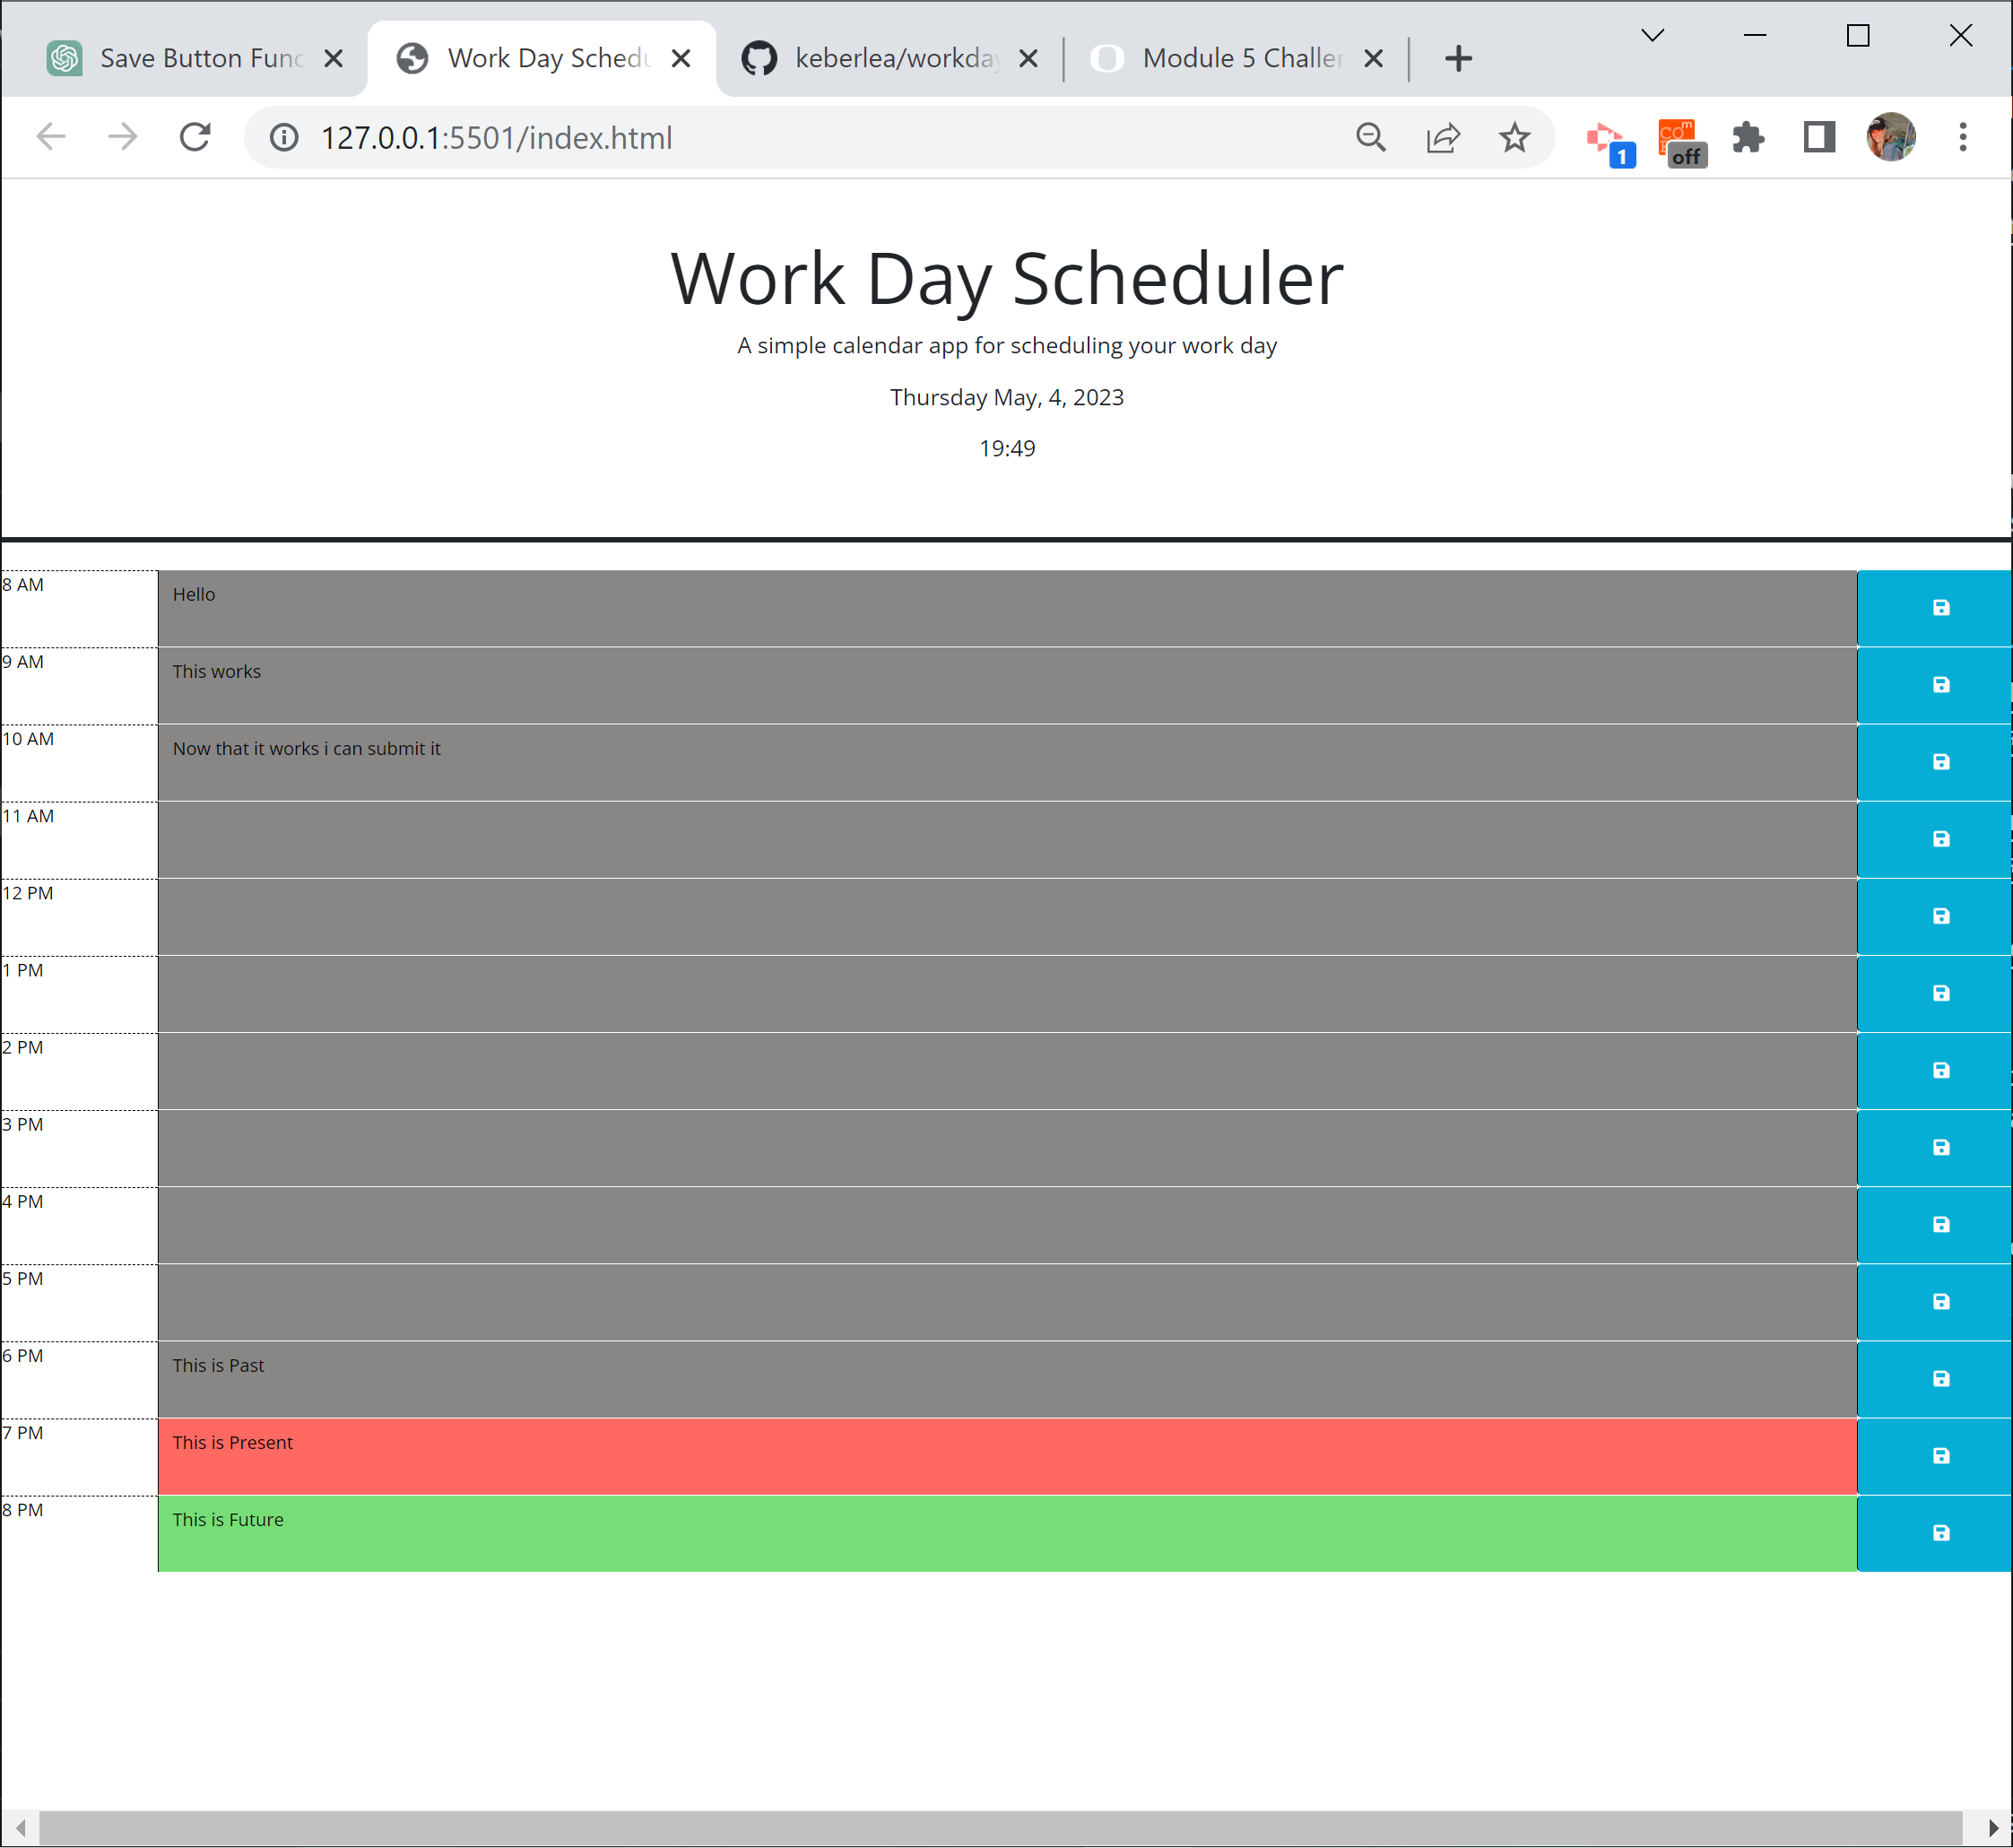 Save Button Func
Work Day Schedu
keberlea/workday
Module 5 Challen
127.0.0.1:5501/index.html
1
off
Work Day Scheduler
A simple calendar app for scheduling your work day
Thursday May, 4, 2023
19:49
8 AM
Hello
9 AM
This works
10 AM
Now that it works i can submit it
11 AM
12 PM
1 PM
2 PM
3 PM
4 PM
5 PM
6 PM
This is Past
7 PM
This is Present
8 PM
This is Future